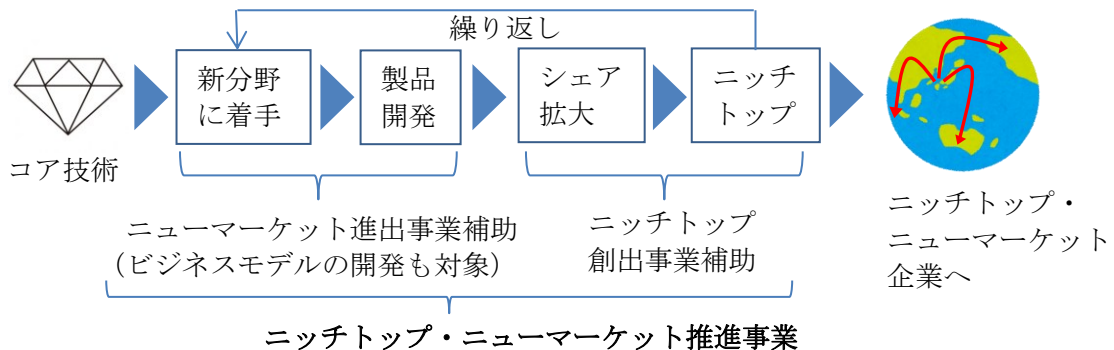 繰り返し
コア技術
新分野
に着手
製品
開発
シェア
拡大
ニッチ
トップ
ニッチトップ・
ニューマーケット
企業へ
ニューマーケット進出事業補助
（ビジネスモデルの開発も対象）
ニッチトップ
創出事業補助
ニッチトップ・ニューマーケット推進事業